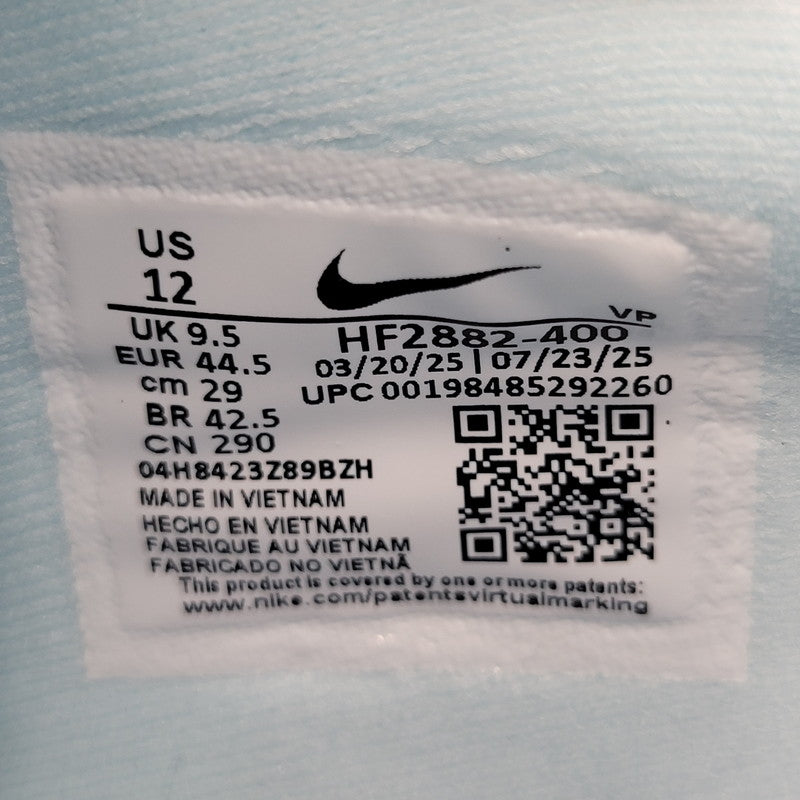 US
12
VP
UK 9.5
HF2882-400
EUR 44.5
03/20/25 | 07/23/25
cm 29
UPC 00198485292260
BR 42.5
CN 290
04H8423Z89BZH
MADE IN VIETNAM
HECHO EN VIETNAM
FABRIQUE AU VIETNAM
FABRICADO NO VIETNÃ
This product is covered by one or more patents:
www.nike.com/patentsvirtualmarking